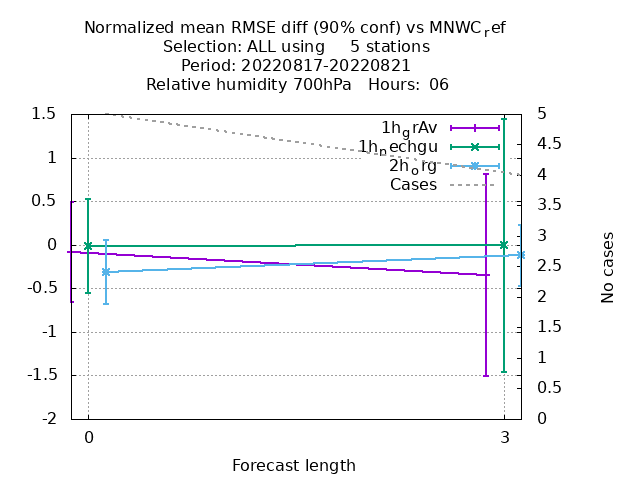 Normalized mean RMSE diff (90% conf) vs MNWC_ref
Selection: ALL using     5 stations
Period: 20220817-20220821
Relative humidity 700hPa   Hours: 06
1h_grAv
1h_nechgu
2h_org
Cases
1.5
1
0.5
0
-0.5
-1
-1.5
-2
5
4.5
4
3.5
3
2.5
2
1.5
1
0.5
0
No cases
0
3
Forecast length